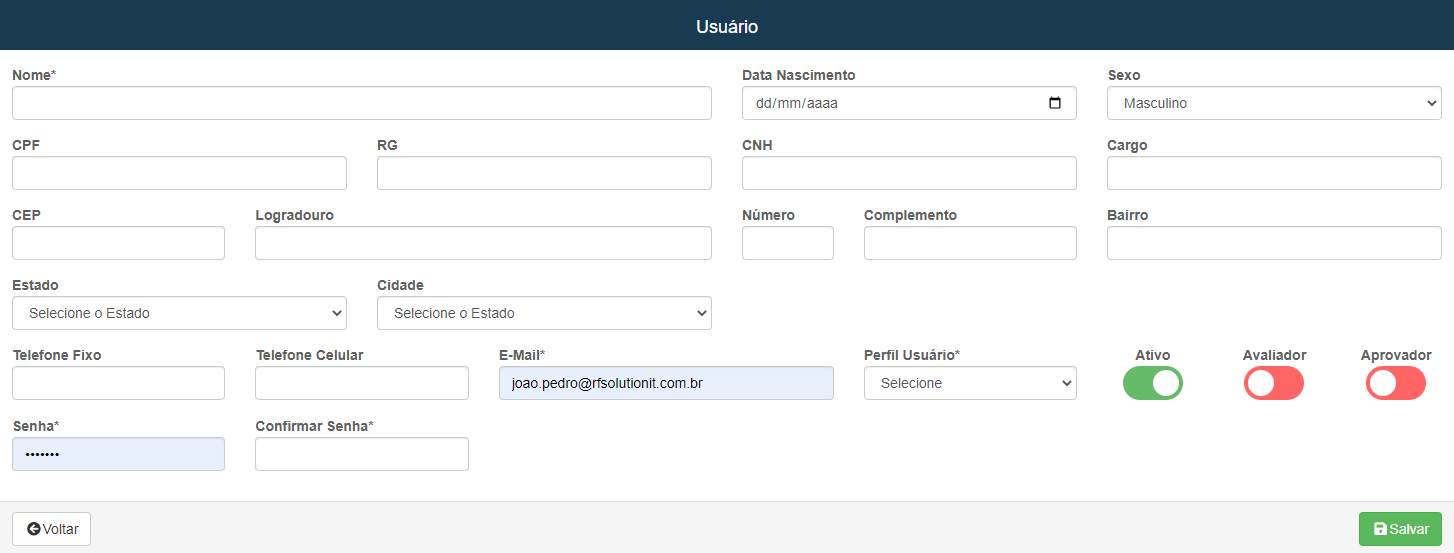 Usuário
Nome* Data Nascimento Sexo
dd/mm/aaaa Masculino
CPF RG CNH Cargo
CEP Logradouro Número Complemento Bairro
Estado Cidade
Selecione o Estado Selecione o Estado
Telefone Fixo Telefone Celular E-Mail* Perfil Usuário* Ativo Avaliador Aprovador
joao.pedro@rfsolutionit.com.br Selecione
Senha* Confirmar Senha*
•••••••
Voltar Salvar